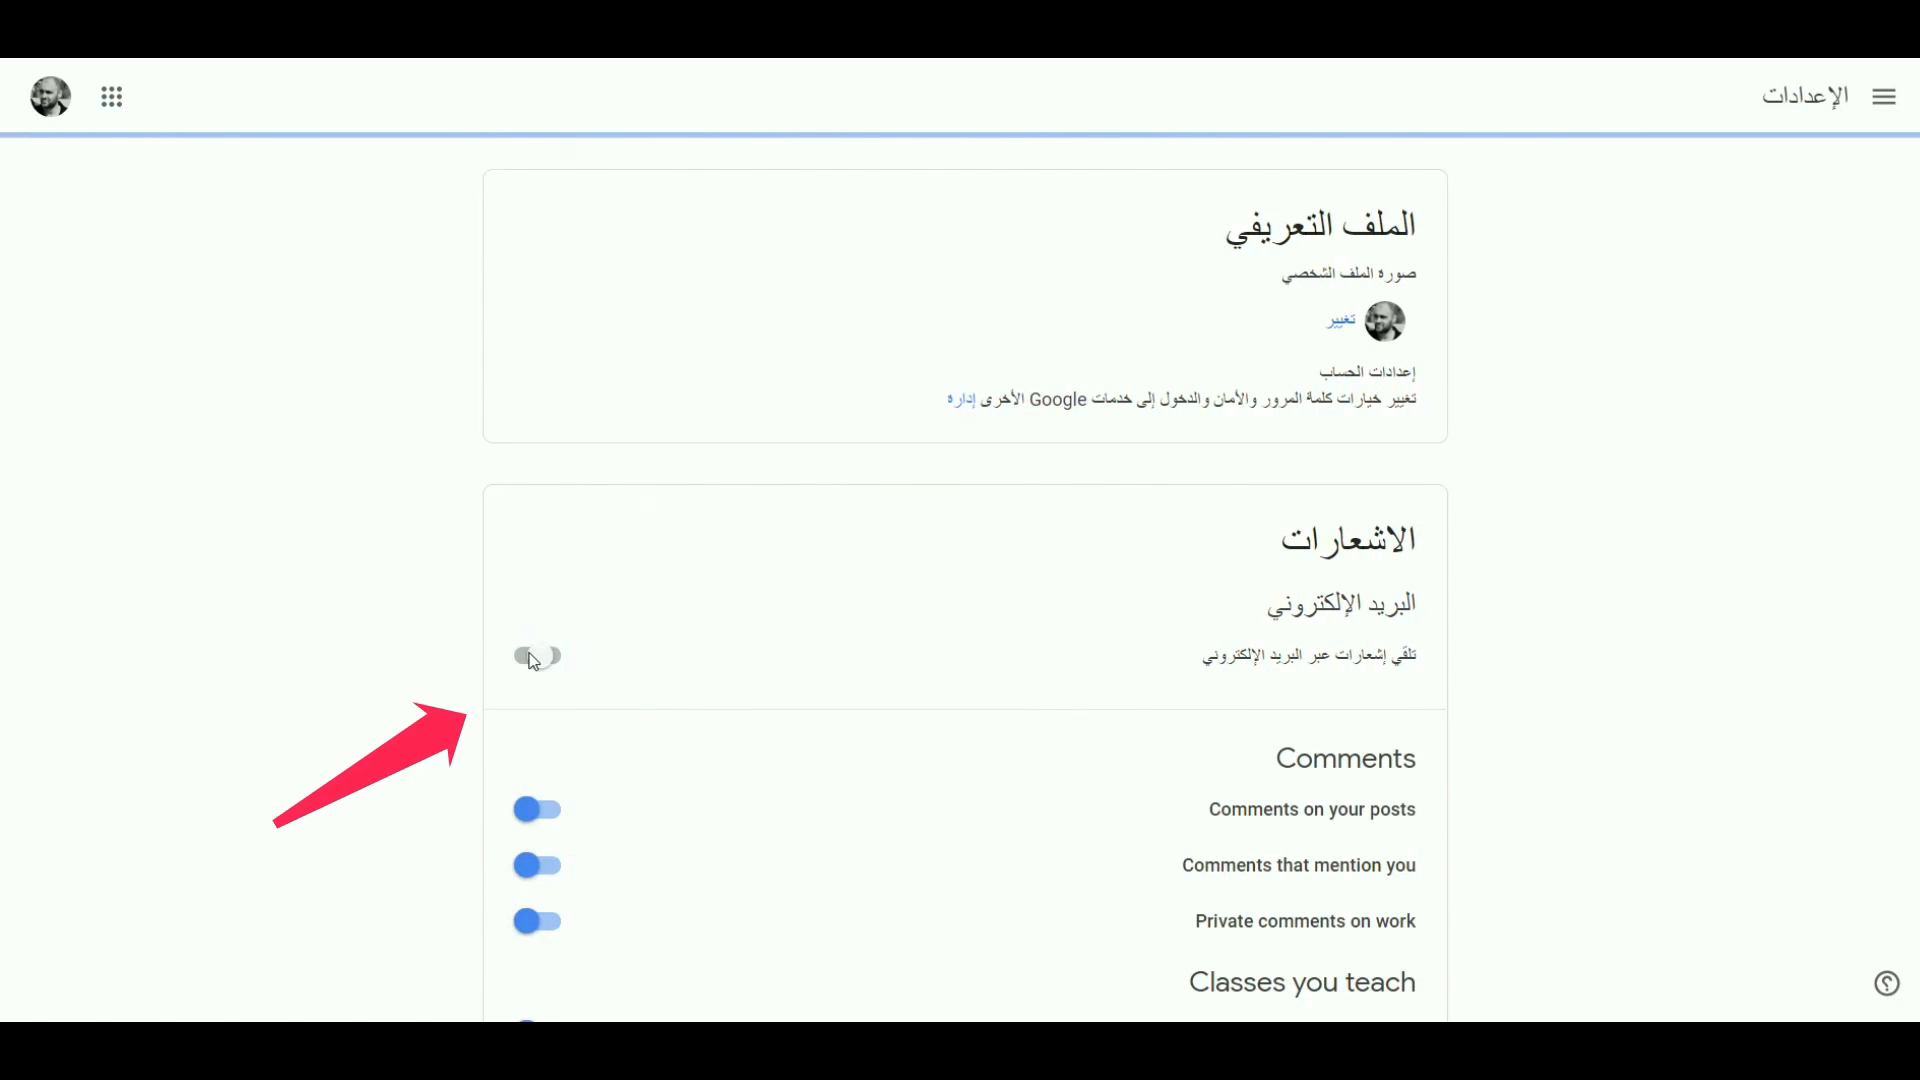 الإعدادات
الملف التعريفي
صورة الملف الشخصي
تغيير
إعدادات الحساب
تغيير خيارات كلمة المرور والأمان والدخول إلى خدمات Google الأخرى إدارة
الاشعارات
البريد الإلكتروني
تلقّي إشعارات عبر البريد الإلكتروني
Comments
Comments on your posts
Comments that mention you
Private comments on work
Classes you teach